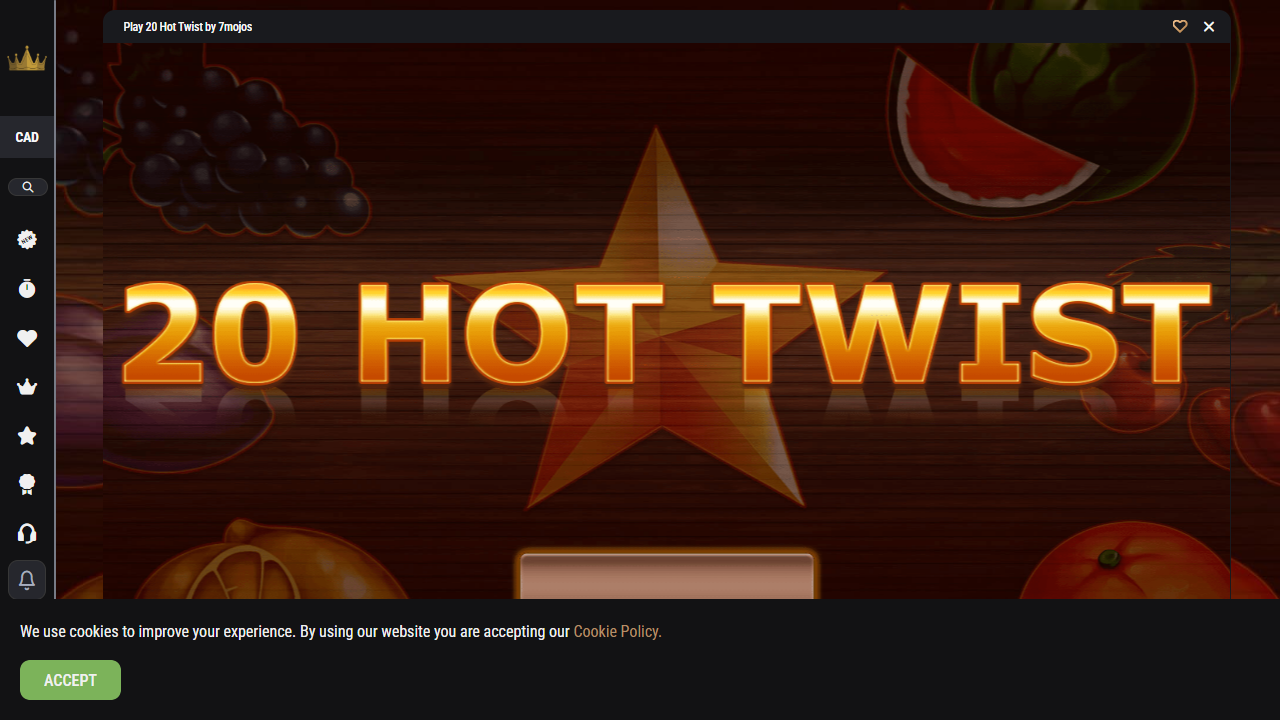 Play 20 Hot Twist by 7mojos
CAD
NEW
20 HOT TWIST
We use cookies to improve your experience. By using our website you are accepting our Cookie Policy.
ACCEPT